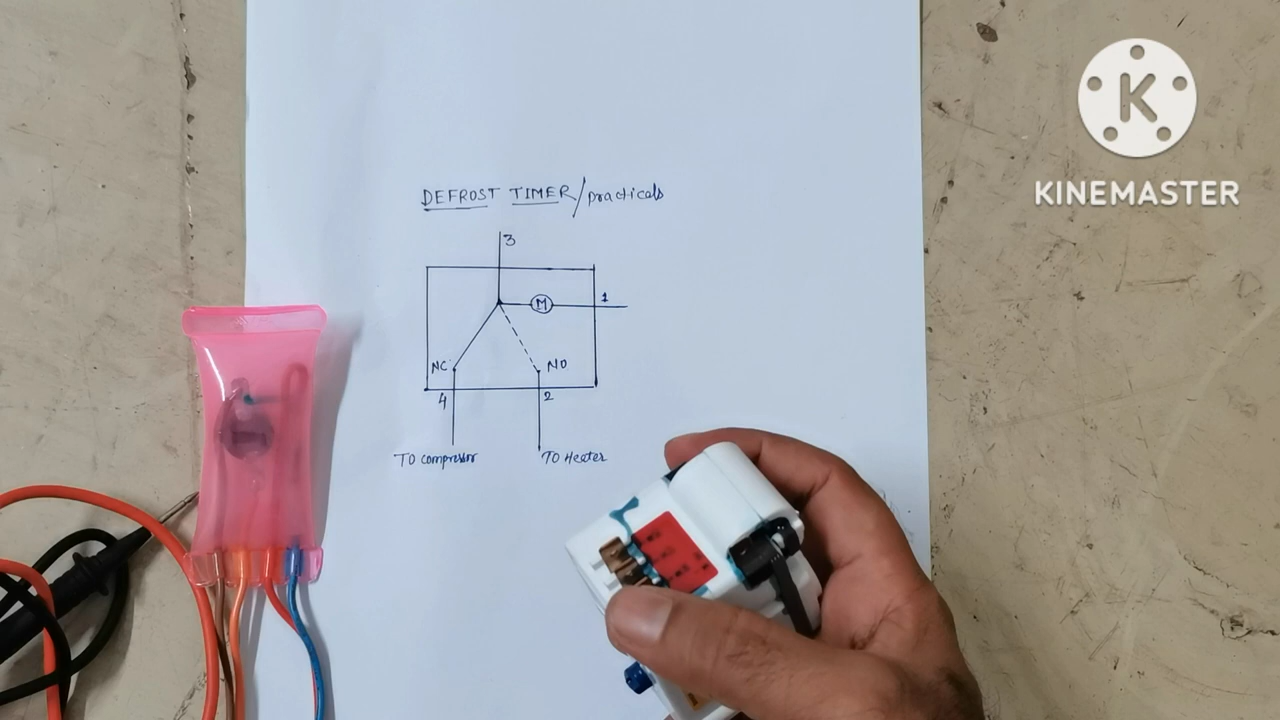 DEFROST TIMER/practicals
3
M
1
NC
NO
4
2
To compressor
To Heater
K
KINEMASTER